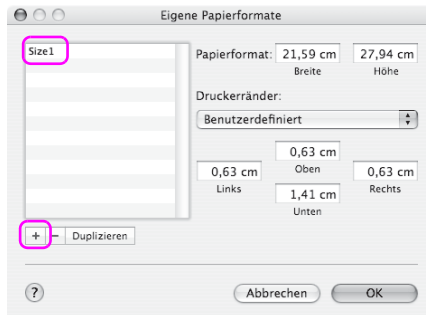 Eigene Papierformate
Size1
Papierformat: 21,59 cm 27,94 cm
Breite Höhe
Druckerränder:
Benutzerdefiniert
0,63 cm
Oben
0,63 cm 0,63 cm
Links Rechts
1,41 cm
Unten
+ − Duplizieren
? Abbrechen OK